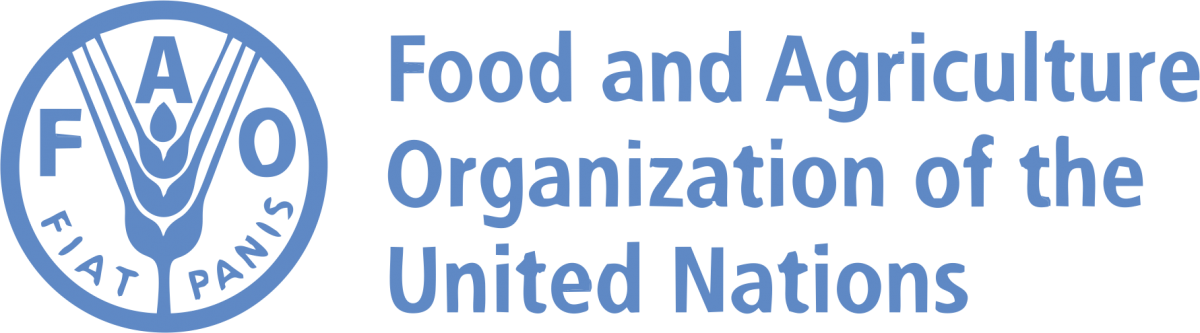 F A O
FIAT PANIS
Food and Agriculture
Organization of the
United Nations